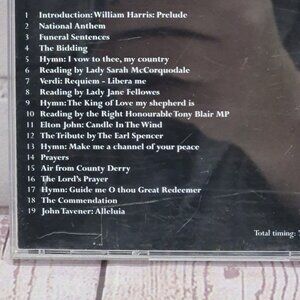 1 Introduction: William Harris: Prelude
2 National Anthem
3 Funeral Sentences
4 The Bidding
5 Hymn: I vow to thee, my country
6 Reading by Lady Sarah McCorquodale
7 Verdi: Requiem - Libera me
8 Reading by Lady Jane Fellowes
9 Hymn: The King of Love my shepherd is
10 Reading by the Right Honourable Tony Blair MP
11 Elton John: Candle In The Wind
12 The Tribute by The Earl Spencer
13 Hymn: Make me a channel of your peace
14 Prayers
15 Air from County Derry
16 The Lord's Prayer
17 Hymn: Guide me O thou Great Redeemer
18 The Commendation
19 John Tavener: Alleluia
Total timing: